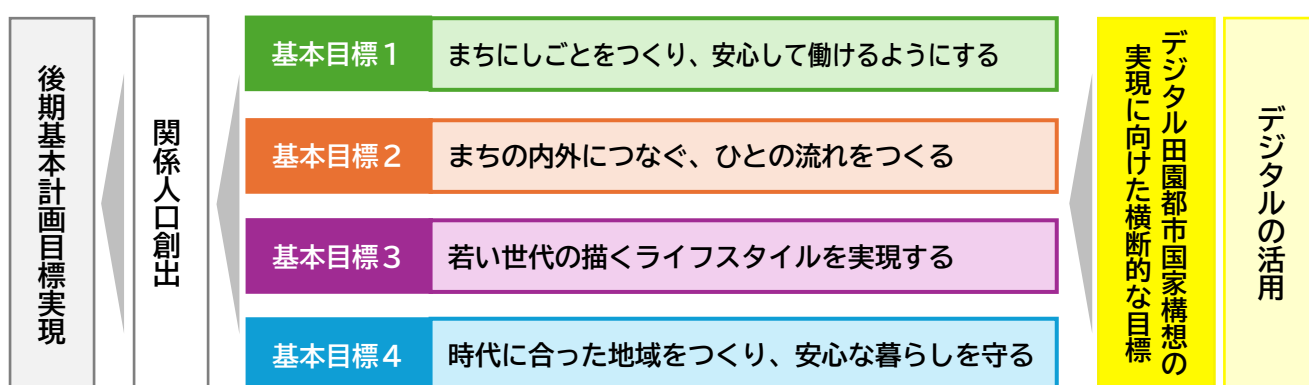 後期基本計画目標実現
関係人口創出
基本目標1
まちにしごとをつくり、安心して働けるようにする
基本目標2
まちの内外につなぐ、ひとの流れをつくる
基本目標3
若い世代の描くライフスタイルを実現する
基本目標4
時代に合った地域をつくり、安心な暮らしを守る
デジタル田園都市国家構想の
実現に向けた横断的な目標
デジタルの活用